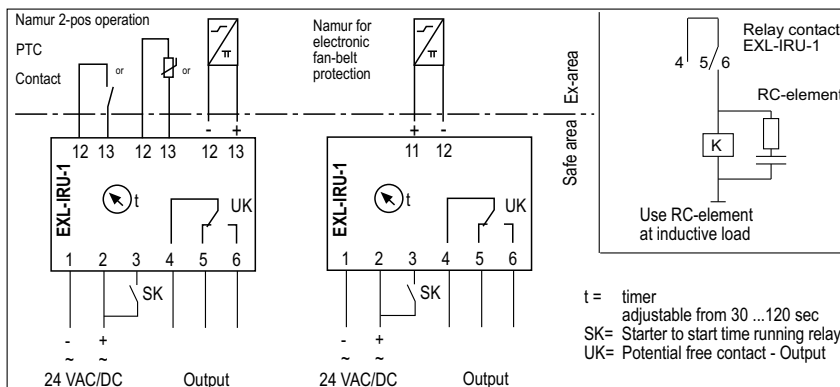 Namur 2-pos operation
PTC
Contact
or
or
12 13 12 13
- +
12 13
EXL-IRU-1
t
UK
1 2 3 4 5 6
SK
- +
~ ~
24 VAC/DC Output
Namur for
electronic
fan-belt
protection
+ -
11 12
EXL-IRU-1
t
UK
1 2 3 4 5 6
SK
- +
~ ~
24 VAC/DC Output
Ex-area
Safe area
Relay contact
EXL-IRU-1
4 5/6
RC-element
K
Use RC-element
at inductive load
t = timer
adjustable from 30 ...120 sec
SK= Starter to start time running relay
UK= Potential free contact - Output